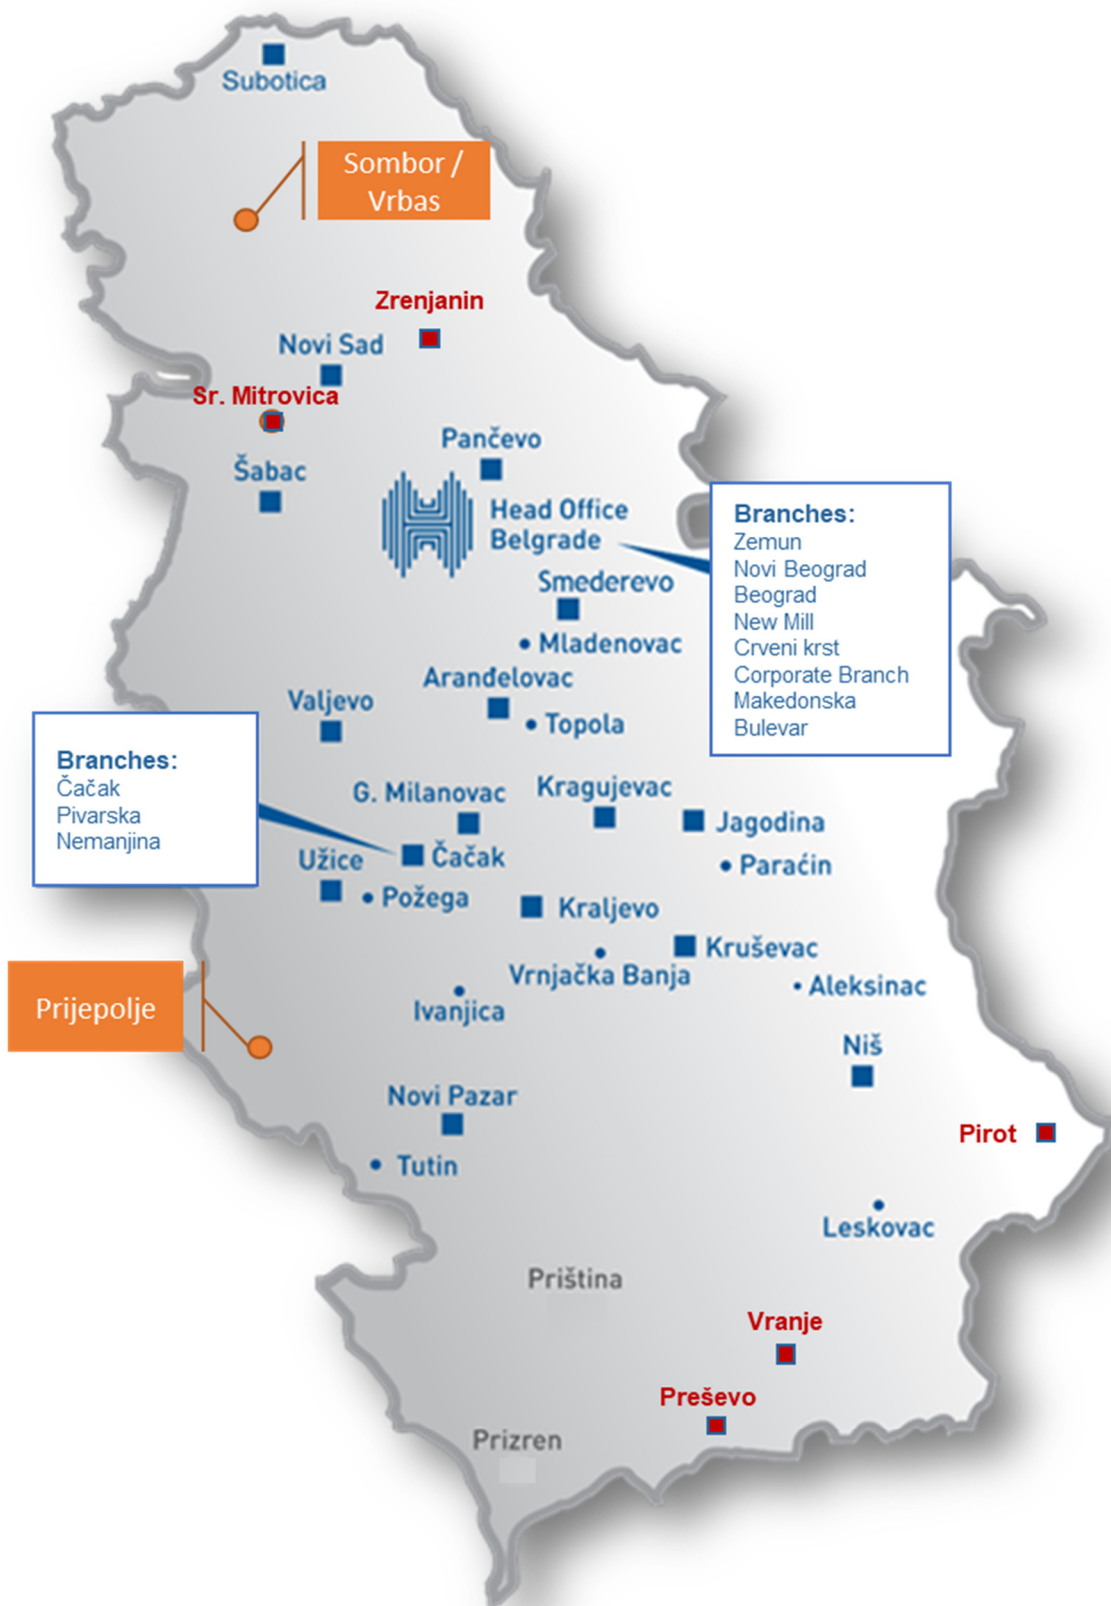 Subotica
Sombor /
Vrbas
Zrenjanin
Novi Sad
Sr. Mitrovica
Pančevo
Šabac
Head Office
Belgrade
Branches:
Zemun
Novi Beograd
Beograd
New Mill
Crveni krst
Corporate Branch
Makedonska
Bulevar
Smederevo
Mladenovac
Aranđelovac
Valjevo
Topola
Branches:
Čačak
Pivarska
Nemanjina
G. Milanovac
Kragujevac
Jagodina
Čačak
Užice
Paraćin
Požega
Kraljevo
Kruševac
Vrnjačka Banja
Aleksinac
Prijepolje
Ivanjica
Niš
Novi Pazar
Pirot
Tutin
Leskovac
Priština
Vranje
Preševo
Prizren